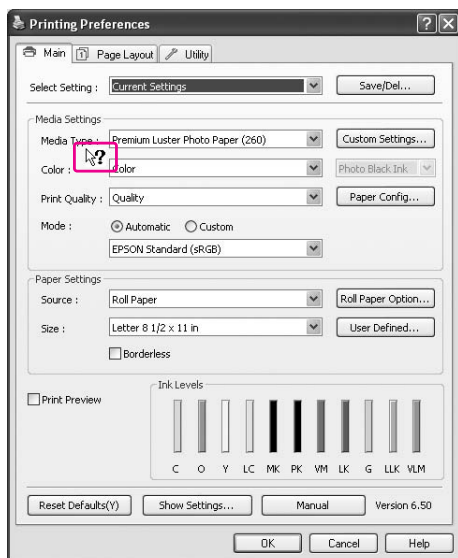 Printing Preferences
Main Page Layout Utility
Select Setting : Current Settings Save/Del...
Media Settings
Media Type : Premium Luster Photo Paper (260) Custom Settings...
?
Color : Color Photo Black Ink
Print Quality : Quality Paper Config...
Mode : Automatic Custom
EPSON Standard (sRGB)
Paper Settings
Source : Roll Paper Roll Paper Option...
Size : Letter 8 1/2 x 11 in User Defined...
Borderless
Print Preview
Ink Levels
C O Y LC MK PK VM LK G LLK VLM
Reset Defaults(Y) Show Settings... Manual Version 6.50
OK Cancel Help